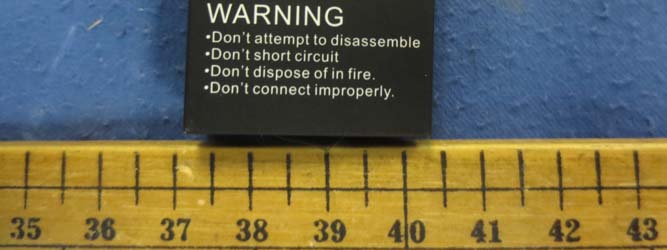 WARNING
•Don't attempt to disassemble
•Don't short circuit
•Don't dispose of in fire.
•Don't connect improperly.
35 36 37 38 39 40 41 42 43